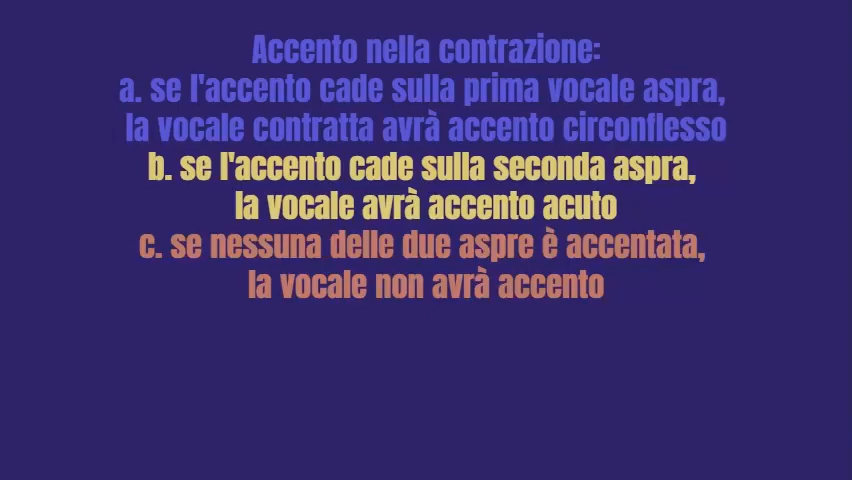 Accento nella contrazione:
a. se l'accento cade sulla prima vocale aspra,
la vocale contratta avrà accento circonflesso
b. se l'accento cade sulla seconda aspra,
la vocale avrà accento acuto
c. se nessuna delle due aspre è accentata,
la vocale non avrà accento